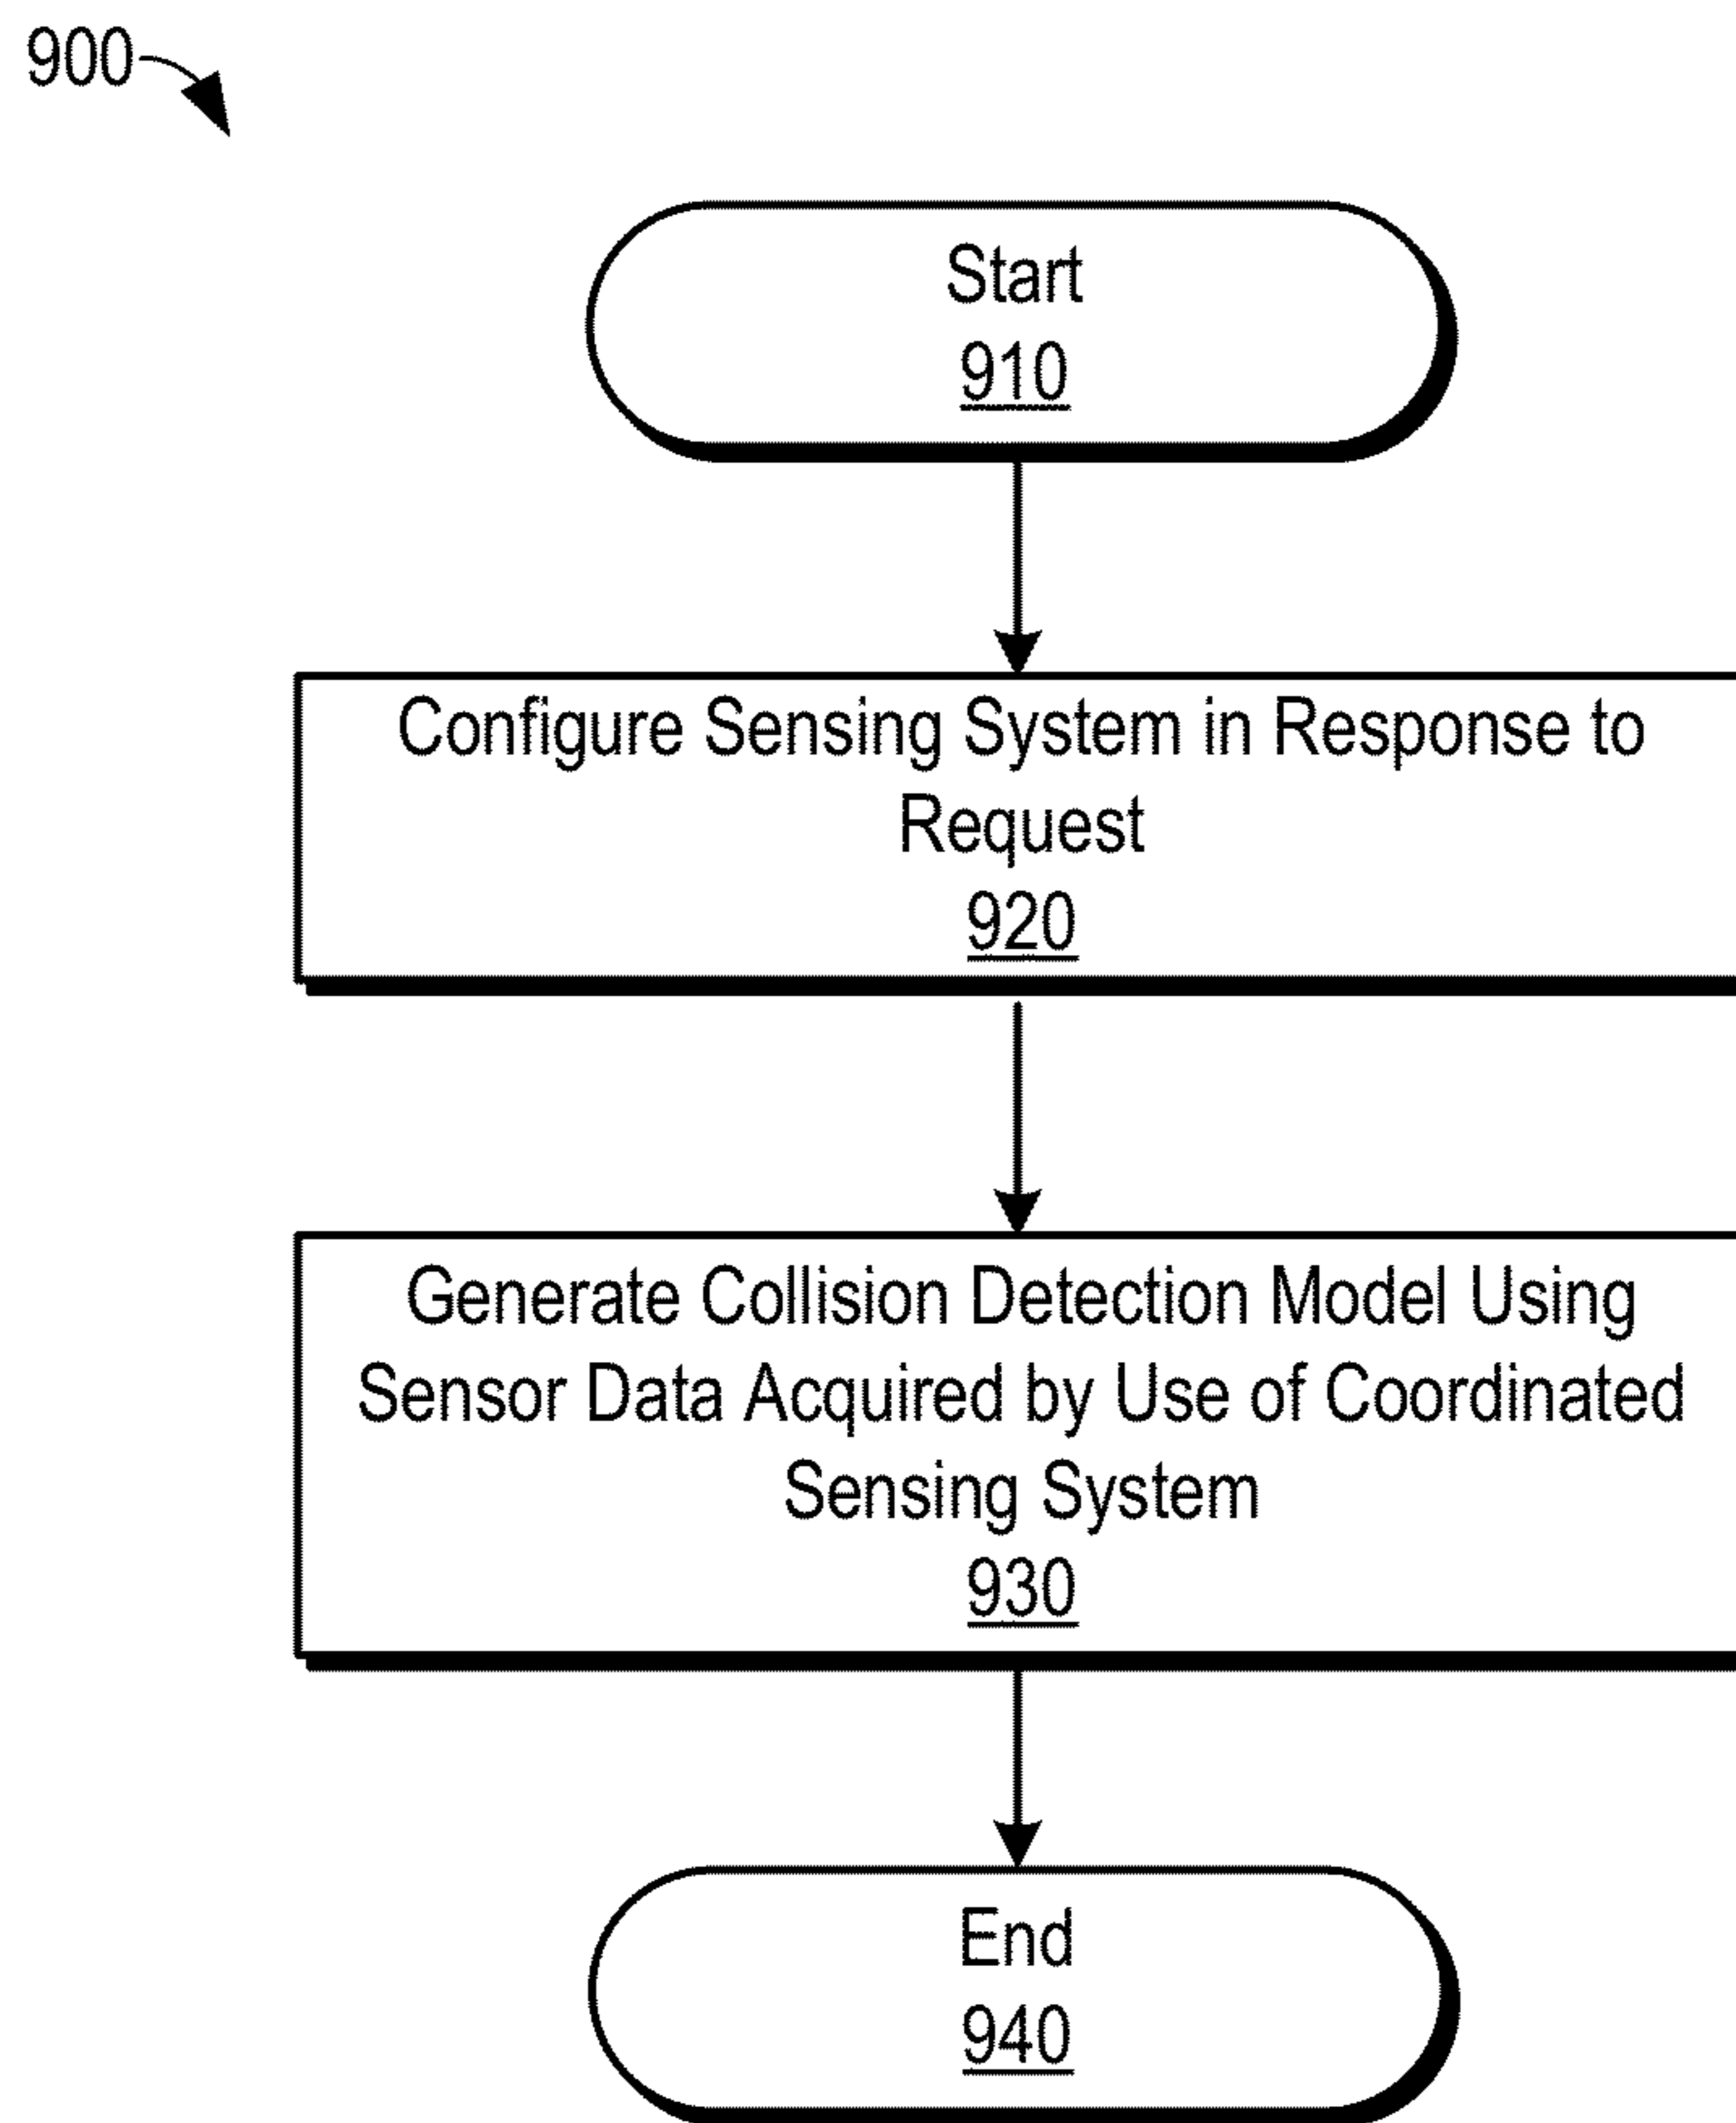 900
Start
910
Configure Sensing System in Response to
Request
920
Generate Collision Detection Model Using
Sensor Data Acquired by Use of Coordinated
Sensing System
930
End
940